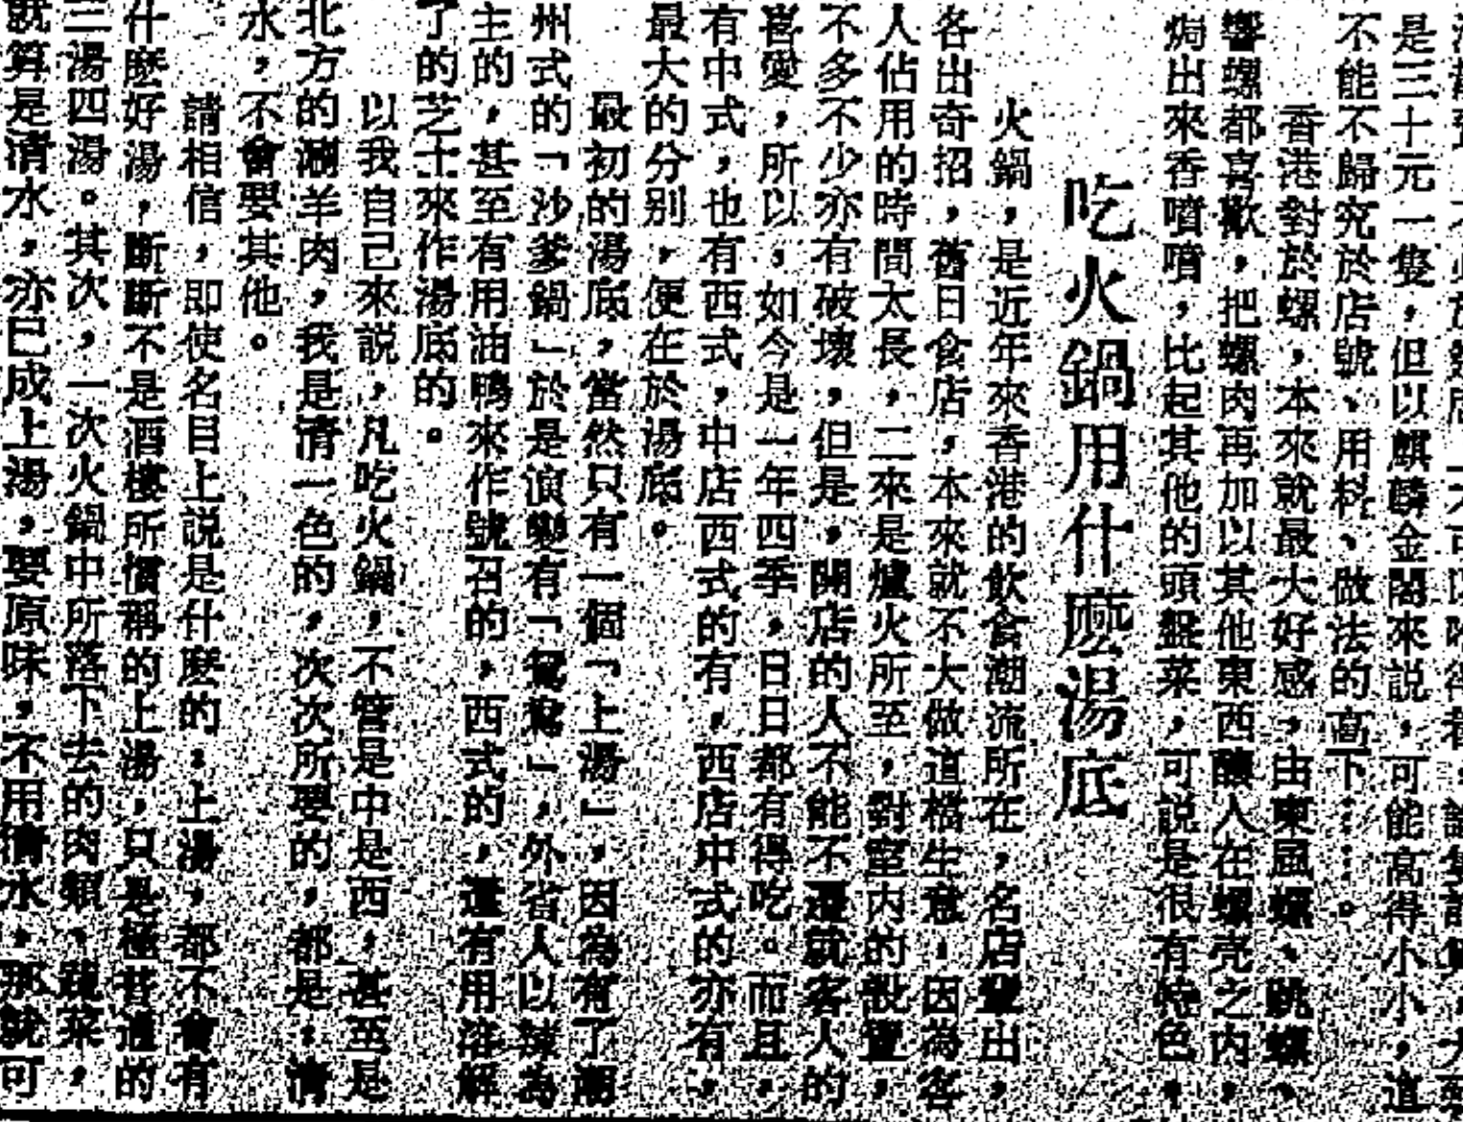 是三十元一隻，但以麒麟金閣來説，可能高得小小，這
不能不歸究於店號、用料、做法的高下……。
香港對於螺，本來就最大好感，由東風螺、跳螺、
響螺都喜歡，把螺肉再加以其他東西釀人在螺壳之內，
焗出來香噴噴，比起其他的頭盤菜，可説是很有特色。
吃火鍋用什麽湯底
火鍋，是近年來香港的飲食潮流所在，名店輩出，
各出奇招，舊日食店，本來就不大做這檔生意，因為客
人佔用的時間太長，二來是爐火所至，對室內的設置，
不多不少亦有破壞，但是，開店的人不能不遷就客人的
喜愛，所以，如今是一年四季，日日都有得吃。而且，
有中式，也有西式，中店西式的有，西店中式的亦有，
最大的分別，便在於湯底。
最初的湯底，當然只有一個「上湯」，因為有了潮
州式的「沙爹鍋」於是演變有「鴛鴦」，外省人以辣為
主的，甚至有用油鴨來作號召的，西式的，還有用溶解
了的芝士來作湯底的。
以我自己來説，凡吃火鍋，不管是中是西，甚至是
北方的涮羊肉，我是清一色的，次次所要的，都是：清
水，不會要其他。
請相信，即使名目上説是什麽的：上湯，都不會有
什麽好湯，斷斷不是酒樓所慣稱的上湯，只是極普通的
三湯四湯。其次，一次火鍋中所落下去的肉類、蔬菜，
就算是清水，亦已成上湯，要原味，不用清水，那就可